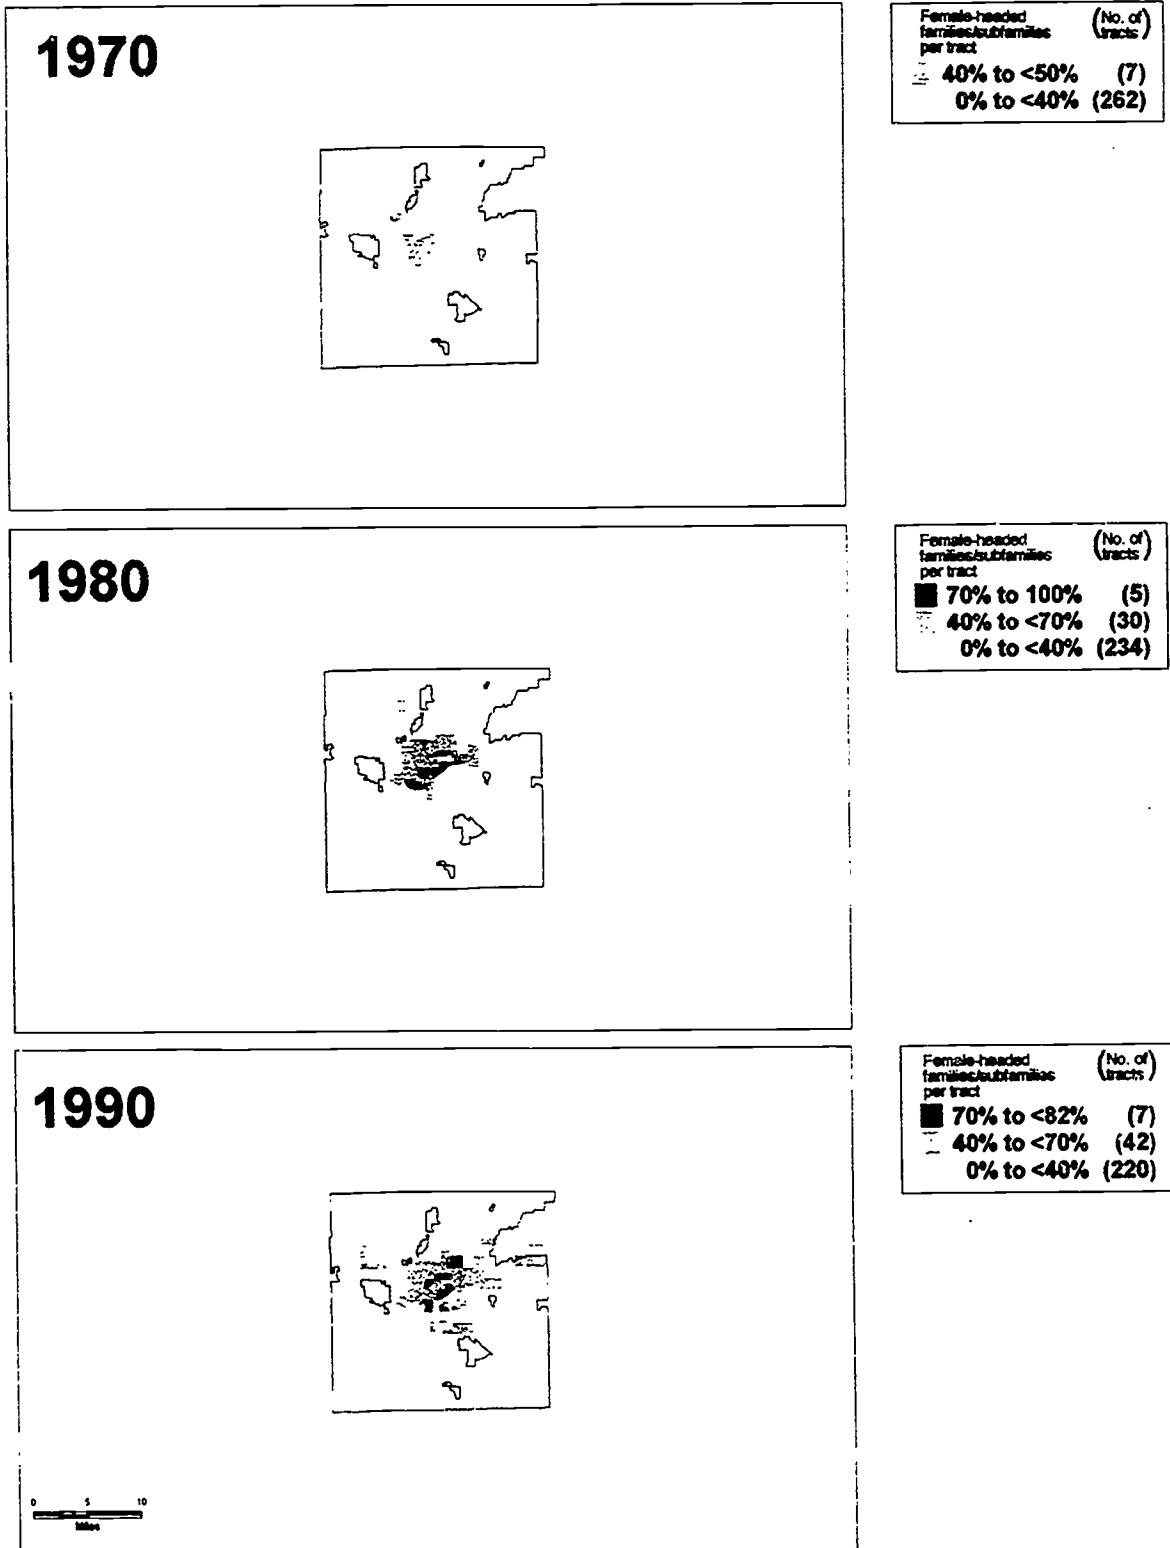 1970
Female-headed (No. of
families/subfamilies tracts)
per tract
40% to <50% (7)
0% to <40% (262)
1980
Female-headed (No. of
families/subfamilies tracts)
per tract
70% to 100% (5)
40% to <70% (30)
0% to <40% (234)
1990
Female-headed (No. of
families/subfamilies tracts)
per tract
70% to <82% (7)
40% to <70% (42)
0% to <40% (220)
0 5 10
Miles